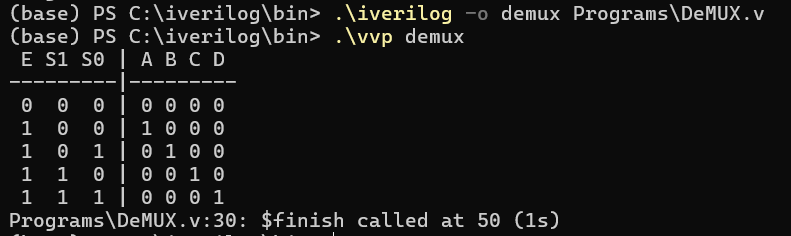 (base) PS C:\iverilog\bin> .\iverilog -o demux Programs\DeMUX.v
(base) PS C:\iverilog\bin> .\vvp demux
E S1 S0 | A B C D
---------|---------
0 0 0 | 0 0 0 0
1 0 0 | 1 0 0 0
1 0 1 | 0 1 0 0
1 1 0 | 0 0 1 0
1 1 1 | 0 0 0 1
Programs\DeMUX.v:30: $finish called at 50 (1s)